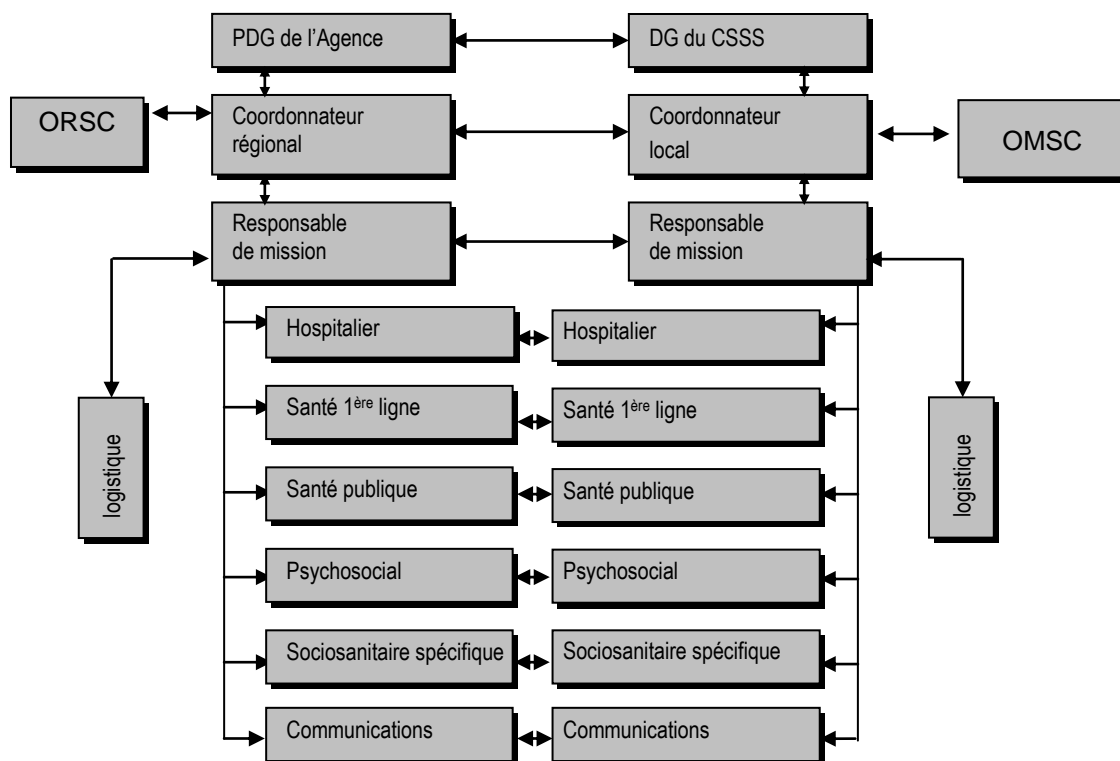 PDG de l'Agence
DG du CSSS
ORSC
Coordonnateur
régional
Coordonnateur
local
OMSC
Responsable
de mission
Responsable
de mission
Hospitalier
Hospitalier
Santé 1ère ligne
Santé 1ère ligne
logistique
logistique
Santé publique
Santé publique
Psychosocial
Psychosocial
Sociosanitaire spécifique
Sociosanitaire spécifique
Communications
Communications